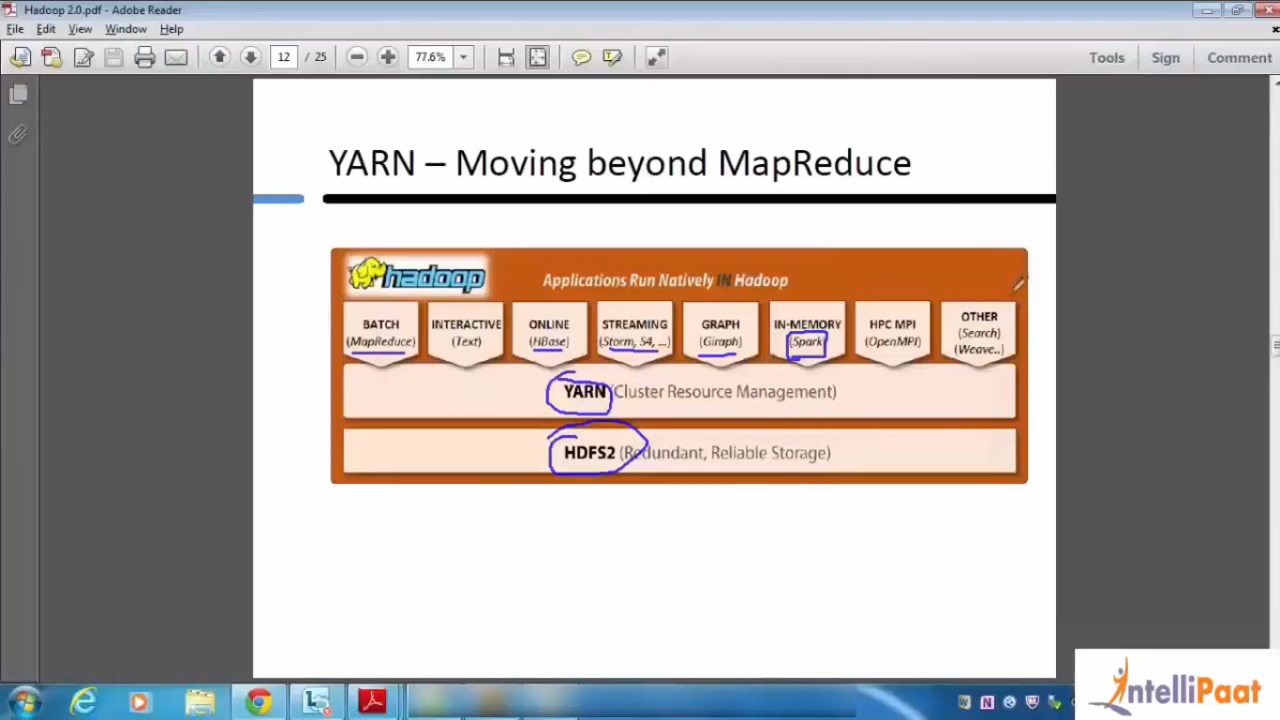 Hadoop 2.0.pdf - Adobe Reader
File Edit View Window Help
12 / 25 77.6% Tools Sign Comment
YARN – Moving beyond MapReduce
hadoop Applications Run Natively IN Hadoop
BATCH
(MapReduce)
INTERACTIVE
(Text)
ONLINE
(HBase)
STREAMING
(Storm, S4, ...)
GRAPH
(Giraph)
IN-MEMORY
(Spark)
HPC MPI
(OpenMPI)
OTHER
(Search)
(Weave..)
YARN (Cluster Resource Management)
HDFS2 (Redundant, Reliable Storage)
IntelliPaat